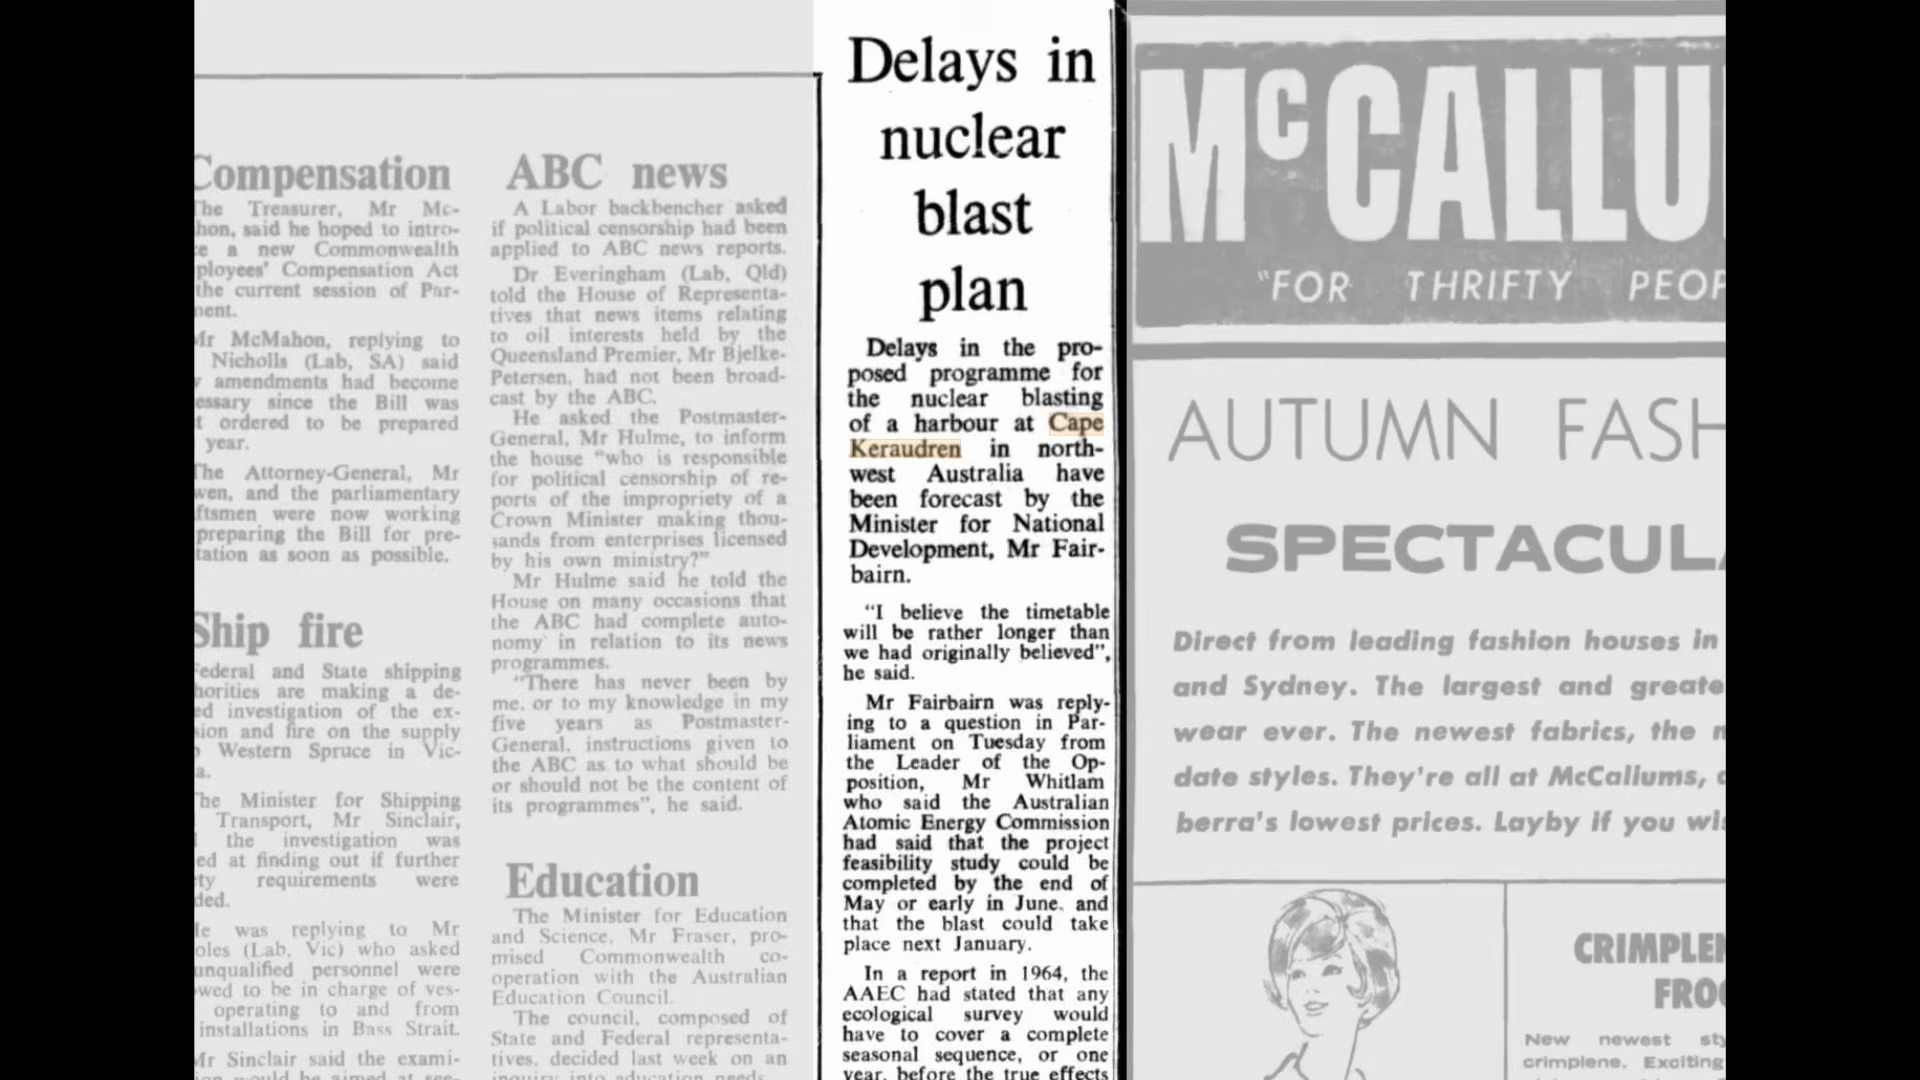 Compensation
The Treasurer, Mr Mc-
hon, said he hoped to intro-
ce a new Commonwealth
ployees' Compensation Act
the current session of Par-
ment.
Mr McMahon, replying to
Nicholls (Lab, SA) said
amendments had become
essary since the Bill was
t ordered to be prepared
year.
The Attorney-General, Mr
wen, and the parliamentary
ftsmen were now working
preparing the Bill for pre-
tation as soon as possible.
Ship fire
Federal and State shipping
horities are making a de-
ed investigation of the ex-
sion and fire on the supply
Western Spruce in Vic-
a.
The Minister for Shipping
Transport, Mr Sinclair,
the investigation was
ed at finding out if further
ty requirements were
ded.
He was replying to Mr
oles (Lab, Vic) who asked
unqualified personnel were
owed to be in charge of ves-
operating to and from
installations in Bass Strait.
Mr Sinclair said the exami-
ABC news
A Labor backbencher asked
if political censorship had been
applied to ABC news reports.
Dr Everingham (Lab, Qld)
told the House of Representa-
tives that news items relating
to oil interests held by the
Queensland Premier, Mr Bjelke-
Petersen, had not been broad-
cast by the ABC.
He asked the Postmaster-
General, Mr Hulme, to inform
the house "who is responsible
for political censorship of re-
ports of the impropriety of a
Crown Minister making thou-
sands from enterprises licensed
by his own ministry?"
Mr Hulme said he told the
House on many occasions that
the ABC had complete auto-
nomy in relation to its news
programmes.
"There has never been by
me, or to my knowledge in my
five years as Postmaster-
General, instructions given to
the ABC as to what should be
or should not be the content of
its programmes", he said.
Education
The Minister for Education
and Science, Mr Fraser, pro-
mised Commonwealth co-
operation with the Australian
Education Council.
The council, composed of
State and Federal representa-
tives, decided last week on an
inquiry into education needs
Delays in
nuclear
blast
plan
Delays in the pro-
posed programme for
the nuclear blasting
of a harbour at Cape
Keraudren in north-
west Australia have
been forecast by the
Minister for National
Development, Mr Fair-
bairn.
"I believe the timetable
will be rather longer than
we had originally believed",
he said.
Mr Fairbairn was reply-
ing to a question in Par-
liament on Tuesday from
the Leader of the Op-
position, Mr Whitlam
who said the Australian
Atomic Energy Commission
had said that the project
feasibility study could be
completed by the end of
May or early in June, and
that the blast could take
place next January.
In a report in 1964, the
AAEC had stated that any
ecological survey would
have to cover a complete
seasonal sequence, or one
year, before the true effects
McCALLU
"FOR THRIFTY PEOP
AUTUMN FASH
SPECTACULA
Direct from leading fashion houses in
and Sydney. The largest and greate
wear ever. The newest fabrics, the n
date styles. They're all at McCallums,
berra's lowest prices. Layby if you wi
CRIMPLEN
FROC
New newest sty
crimplene. Exciting